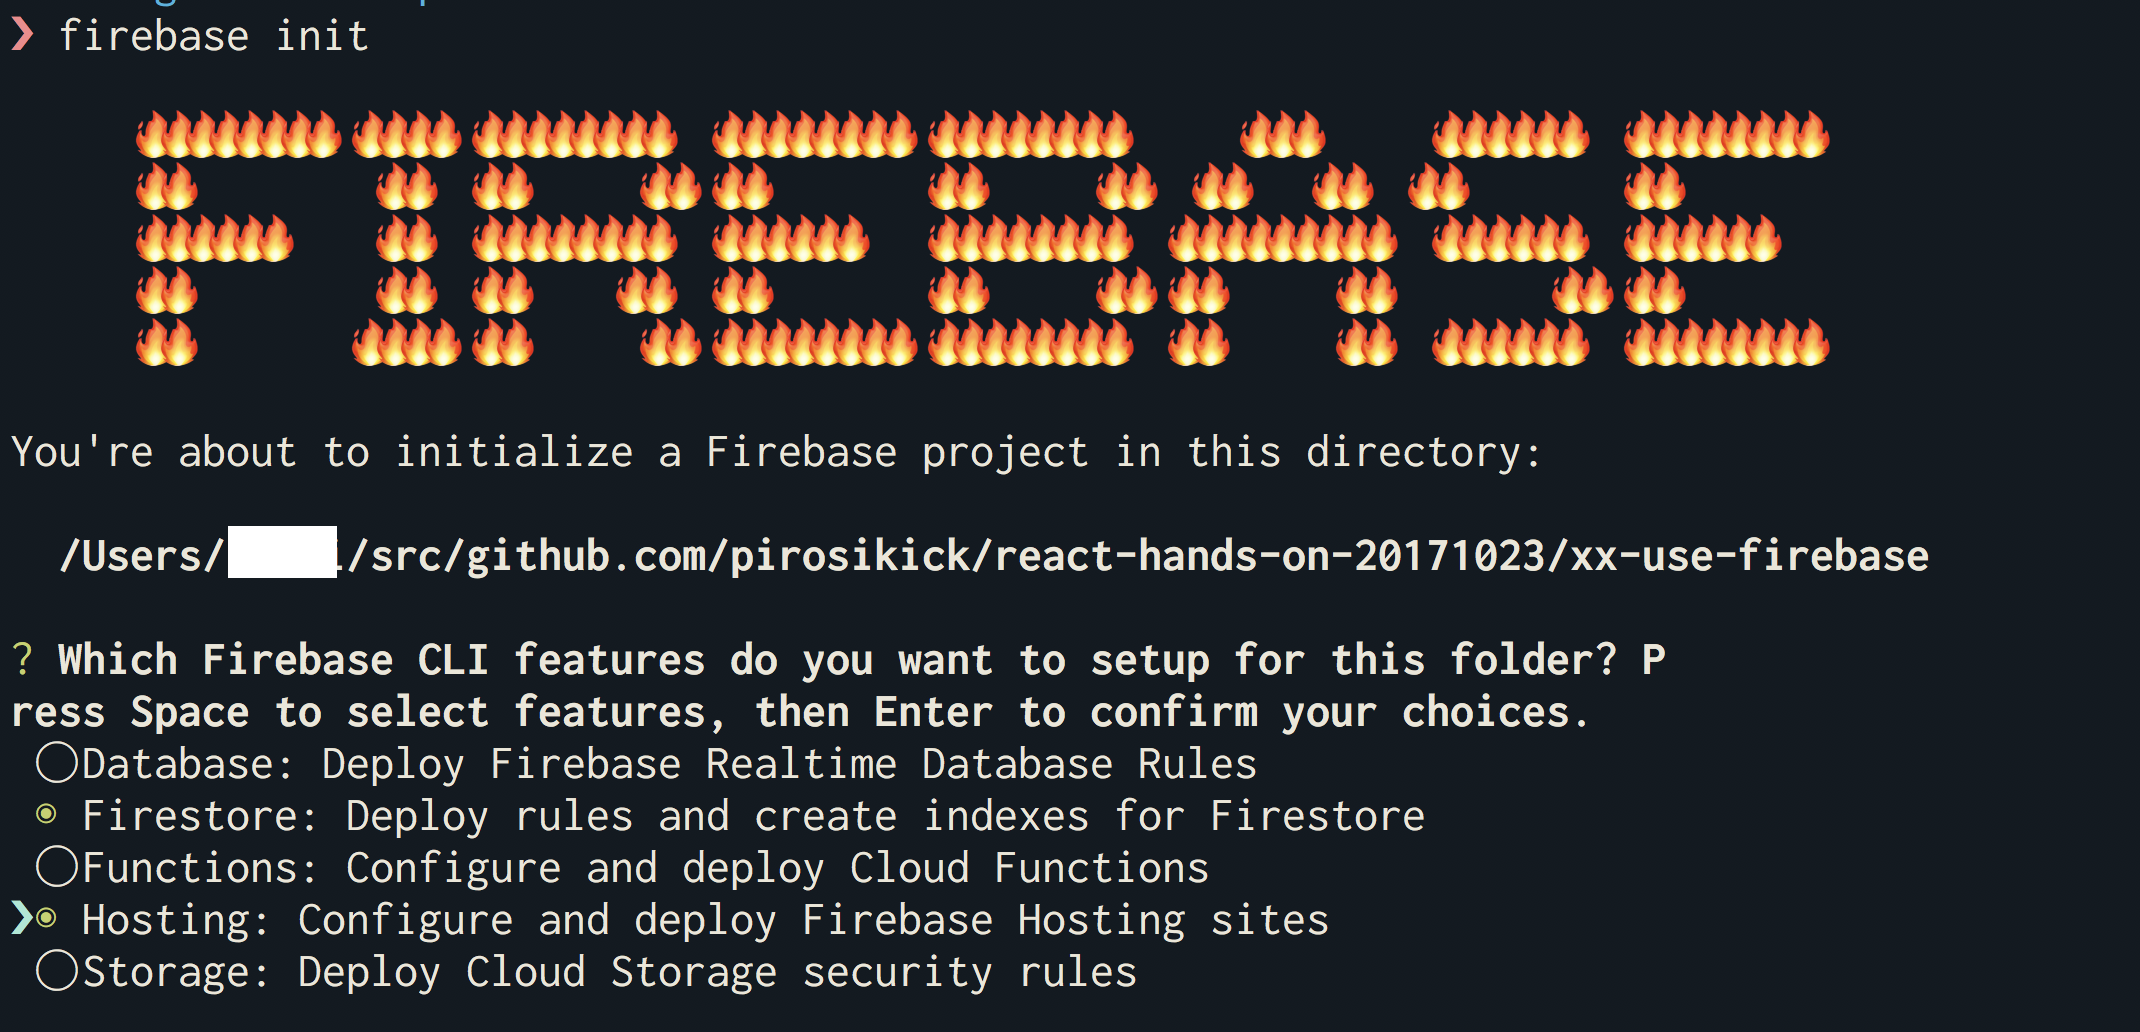 ❯ firebase init
FIREBASE
You're about to initialize a Firebase project in this directory:
/Users/ /src/github.com/pirosikick/react-hands-on-20171023/xx-use-firebase
? Which Firebase CLI features do you want to setup for this folder? P
ress Space to select features, then Enter to confirm your choices.
◯Database: Deploy Firebase Realtime Database Rules
◉ Firestore: Deploy rules and create indexes for Firestore
◯Functions: Configure and deploy Cloud Functions
❯◉ Hosting: Configure and deploy Firebase Hosting sites
◯Storage: Deploy Cloud Storage security rules